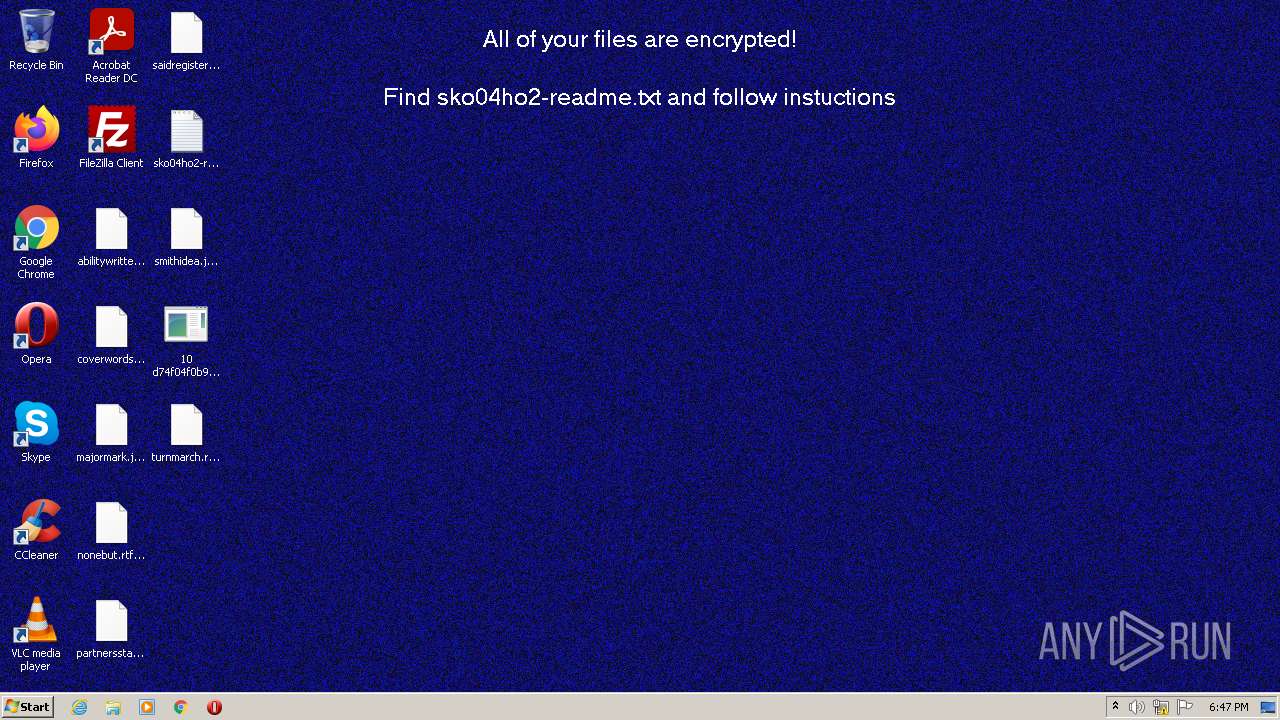 All of your files are encrypted!
Find sko04ho2-readme.txt and follow instuctions
Recycle Bin
Acrobat
Reader DC
saidregister...
Firefox
FileZilla Client
sko04ho2-r...
Google
Chrome
abilitywritte...
smithidea.j...
Opera
coverwords...
10
d74f04f0b9...
Skype
majormark.j...
turnmarch.r...
CCleaner
nonebut.rtf...
VLC media
player
partnerssta...
ANY RUN
Start
6:47 PM